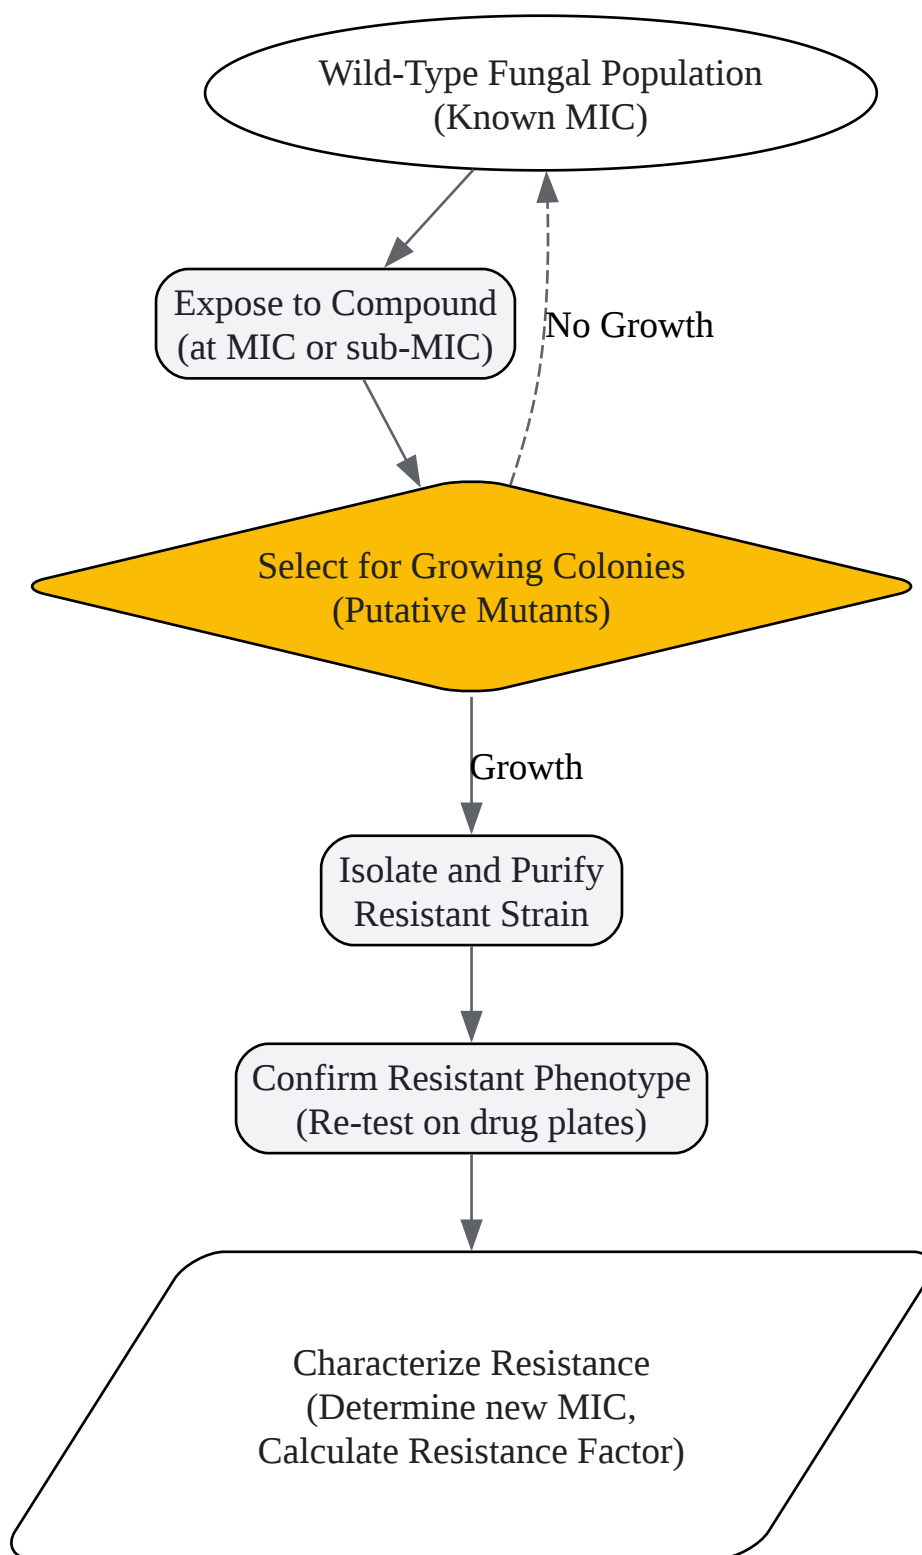 Wild-Type Fungal Population
(Known MIC)
Expose to Compound
(at MIC or sub-MIC)
No Growth
Select for Growing Colonies
(Putative Mutants)
Growth
Isolate and Purify
Resistant Strain
Confirm Resistant Phenotype
(Re-test on drug plates)
Characterize Resistance
(Determine new MIC,
Calculate Resistance Factor)